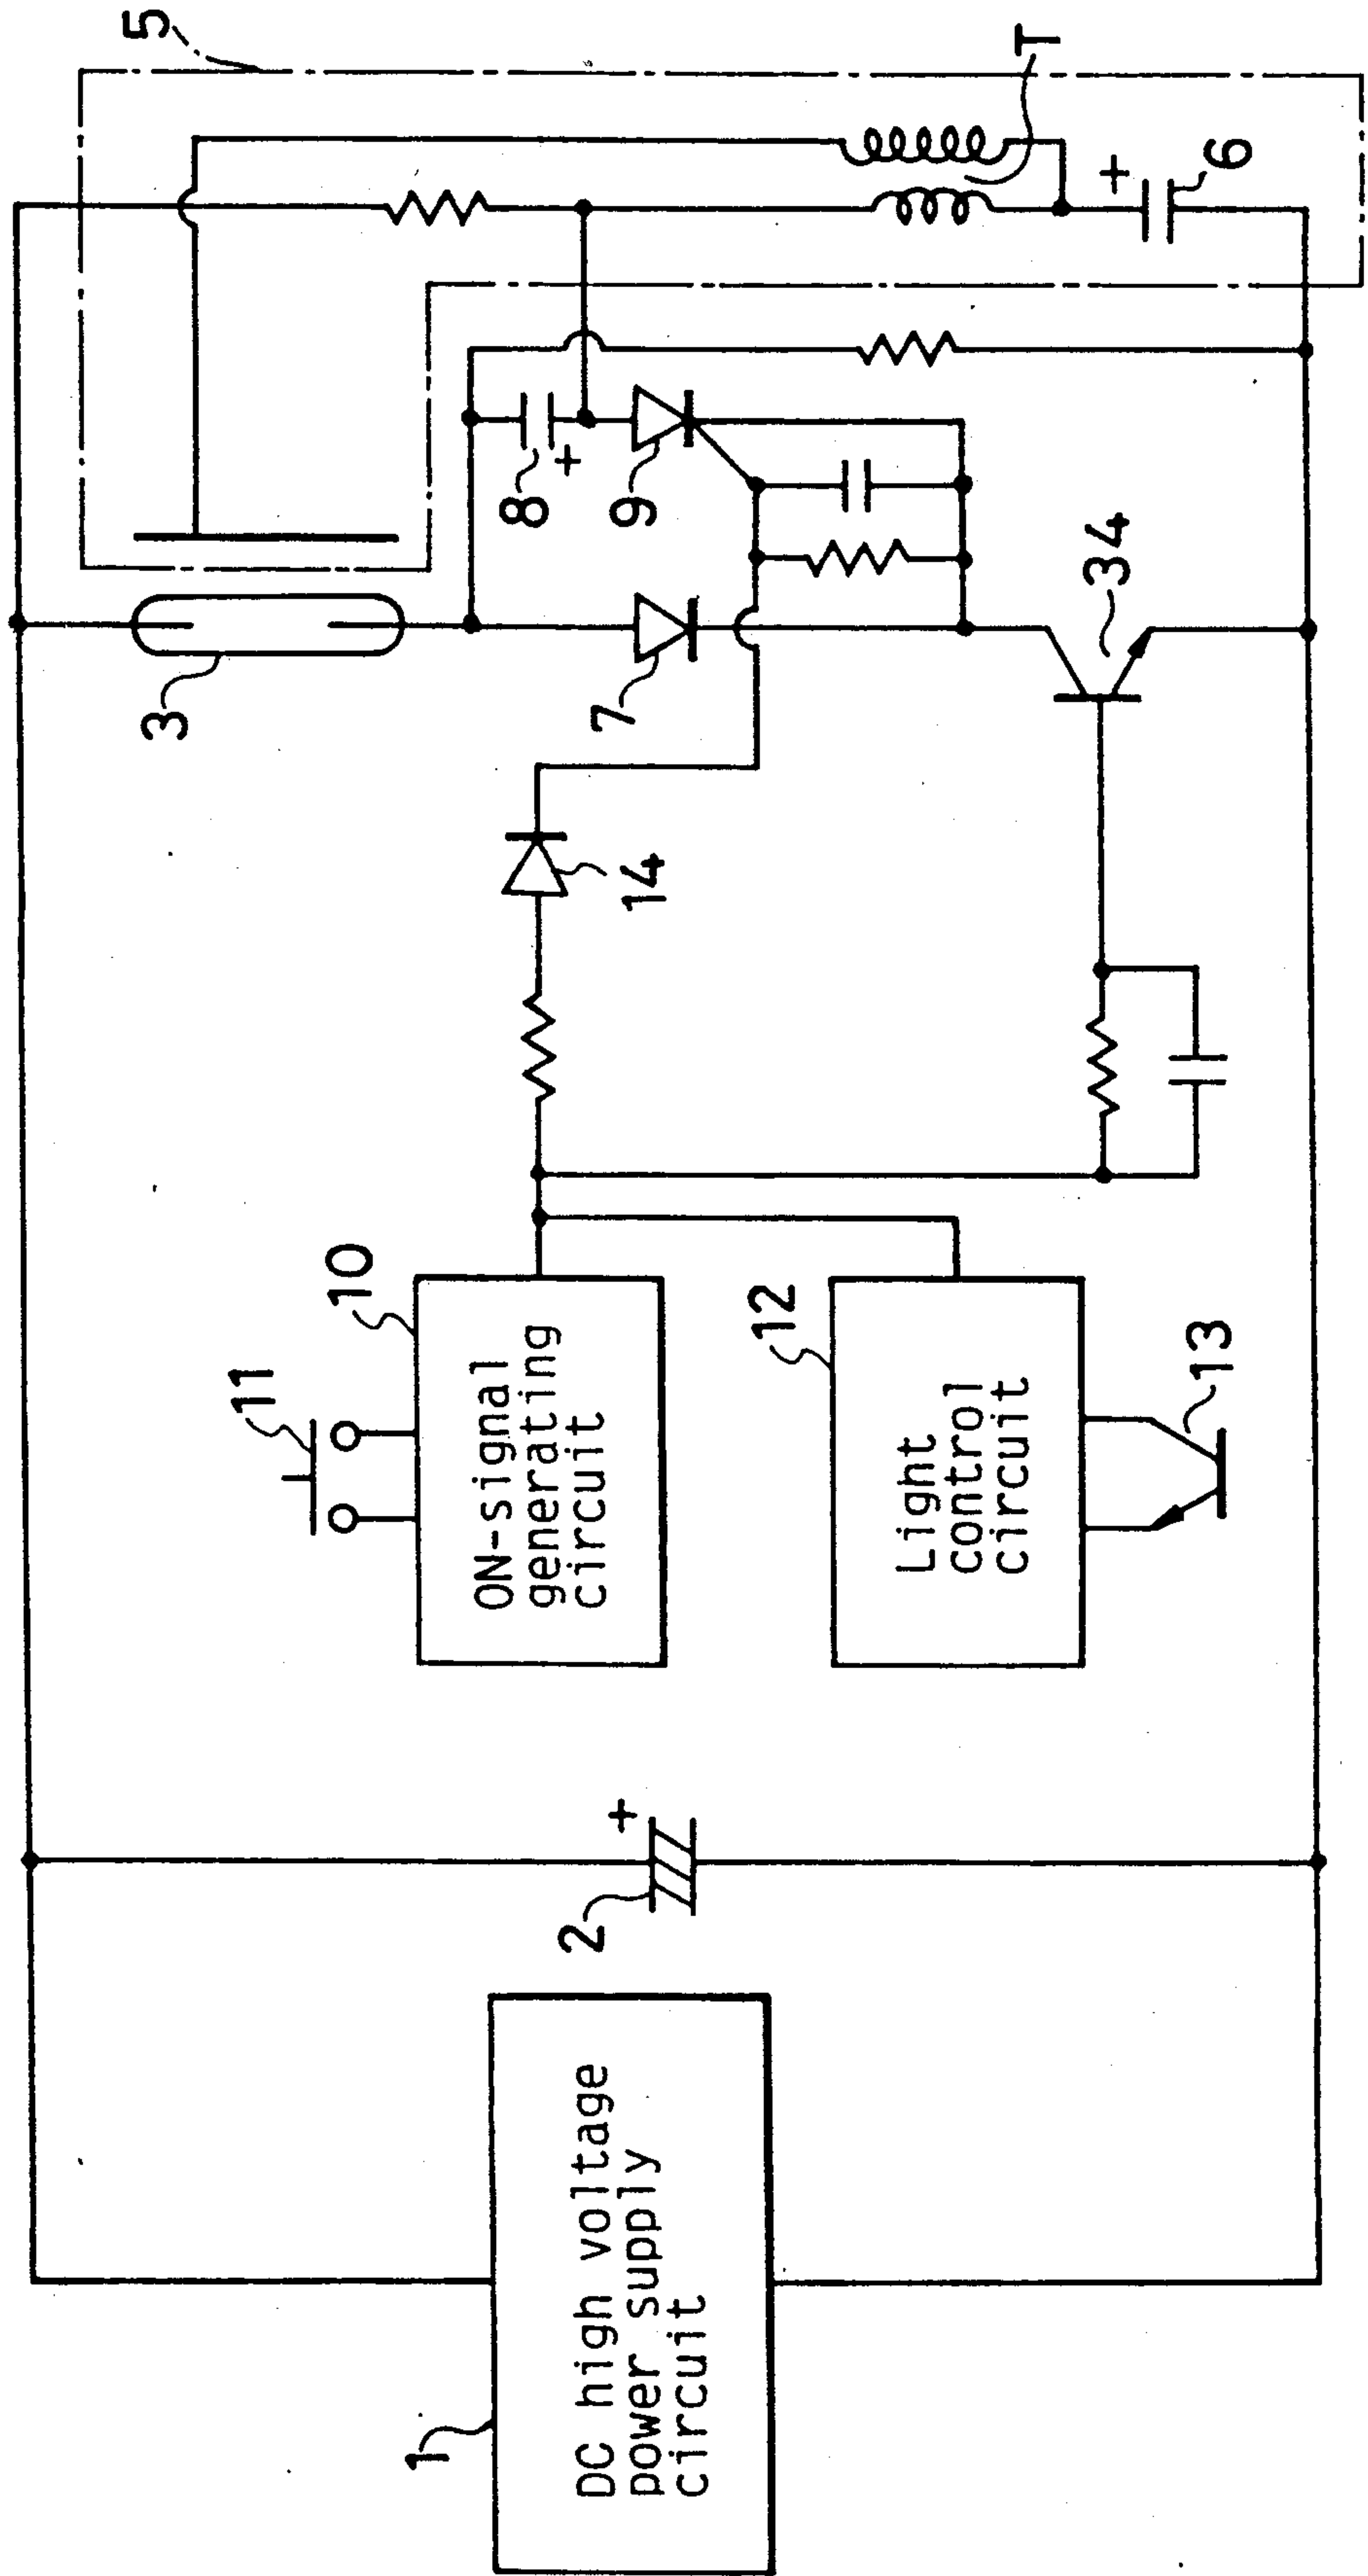 5
T
+
6
3
8
+
9
7
34
14
10
11
ON-signal
generating
circuit
12
Light
control
circuit
13
2
+
1
DC high voltage
power supply
circuit